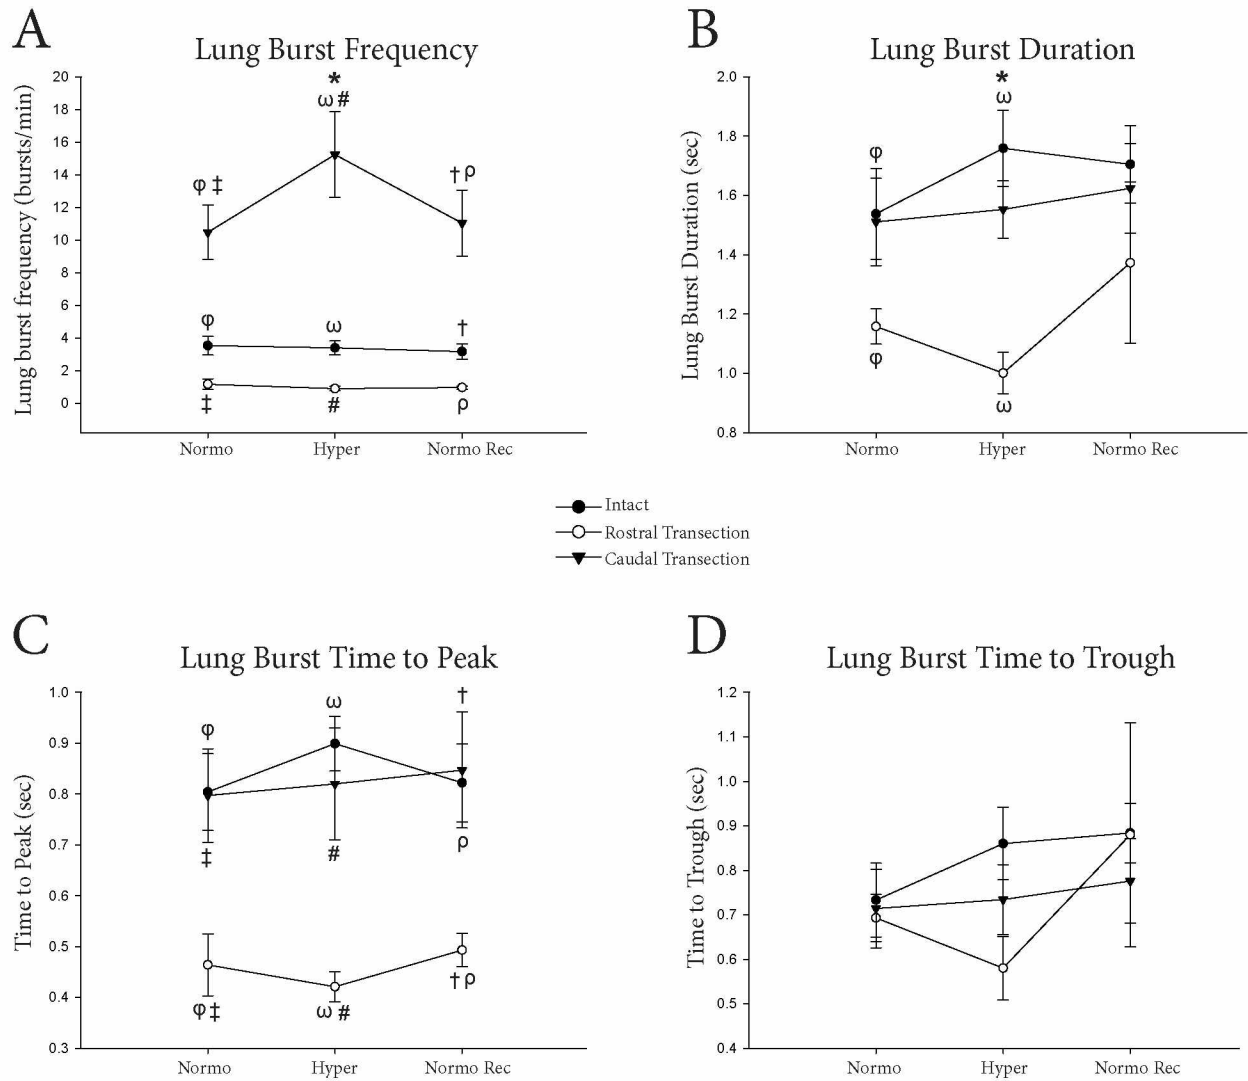 A
Lung Burst Frequency
Lung burst frequency (bursts/min)
20
18
16
14
12
10
8
6
4
2
0
*
ω #
φ ‡
† ρ
φ
ω
†
‡
#
ρ
Normo
Hyper
Normo Rec
B
Lung Burst Duration
Lung Burst Duration (sec)
2.0
1.8
1.6
1.4
1.2
1.0
0.8
*
ω
φ
φ
ω
Normo
Hyper
Normo Rec
Intact
Rostral Transection
Caudal Transection
C
Lung Burst Time to Peak
Time to Peak (sec)
1.0
0.9
0.8
0.7
0.6
0.5
0.4
0.3
φ
ω
†
‡
#
ρ
φ ‡
ω #
† ρ
Normo
Hyper
Normo Rec
D
Lung Burst Time to Trough
Time to Trough (sec)
1.2
1.1
1.0
0.9
0.8
0.7
0.6
0.5
0.4
Normo
Hyper
Normo Rec